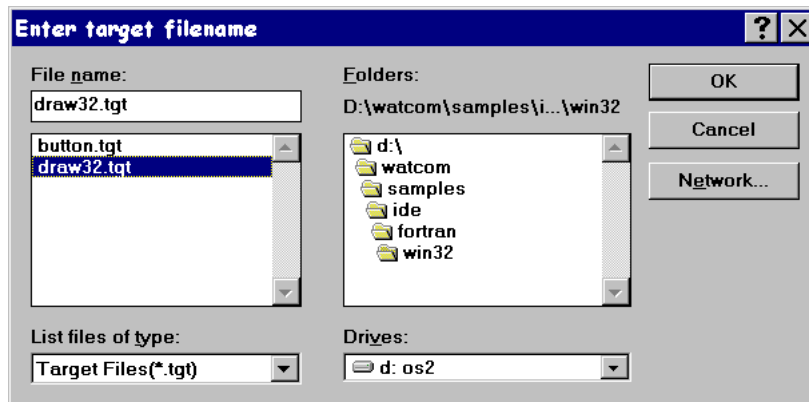 Enter target filename
File name:
draw32.tgt
button.tgt
draw32.tgt
List files of type:
Target Files(*.tgt)
Folders:
D:\watcom\samples\i...\win32
d:\
watcom
samples
ide
fortran
win32
Drives:
d: os2
OK
Cancel
Network...